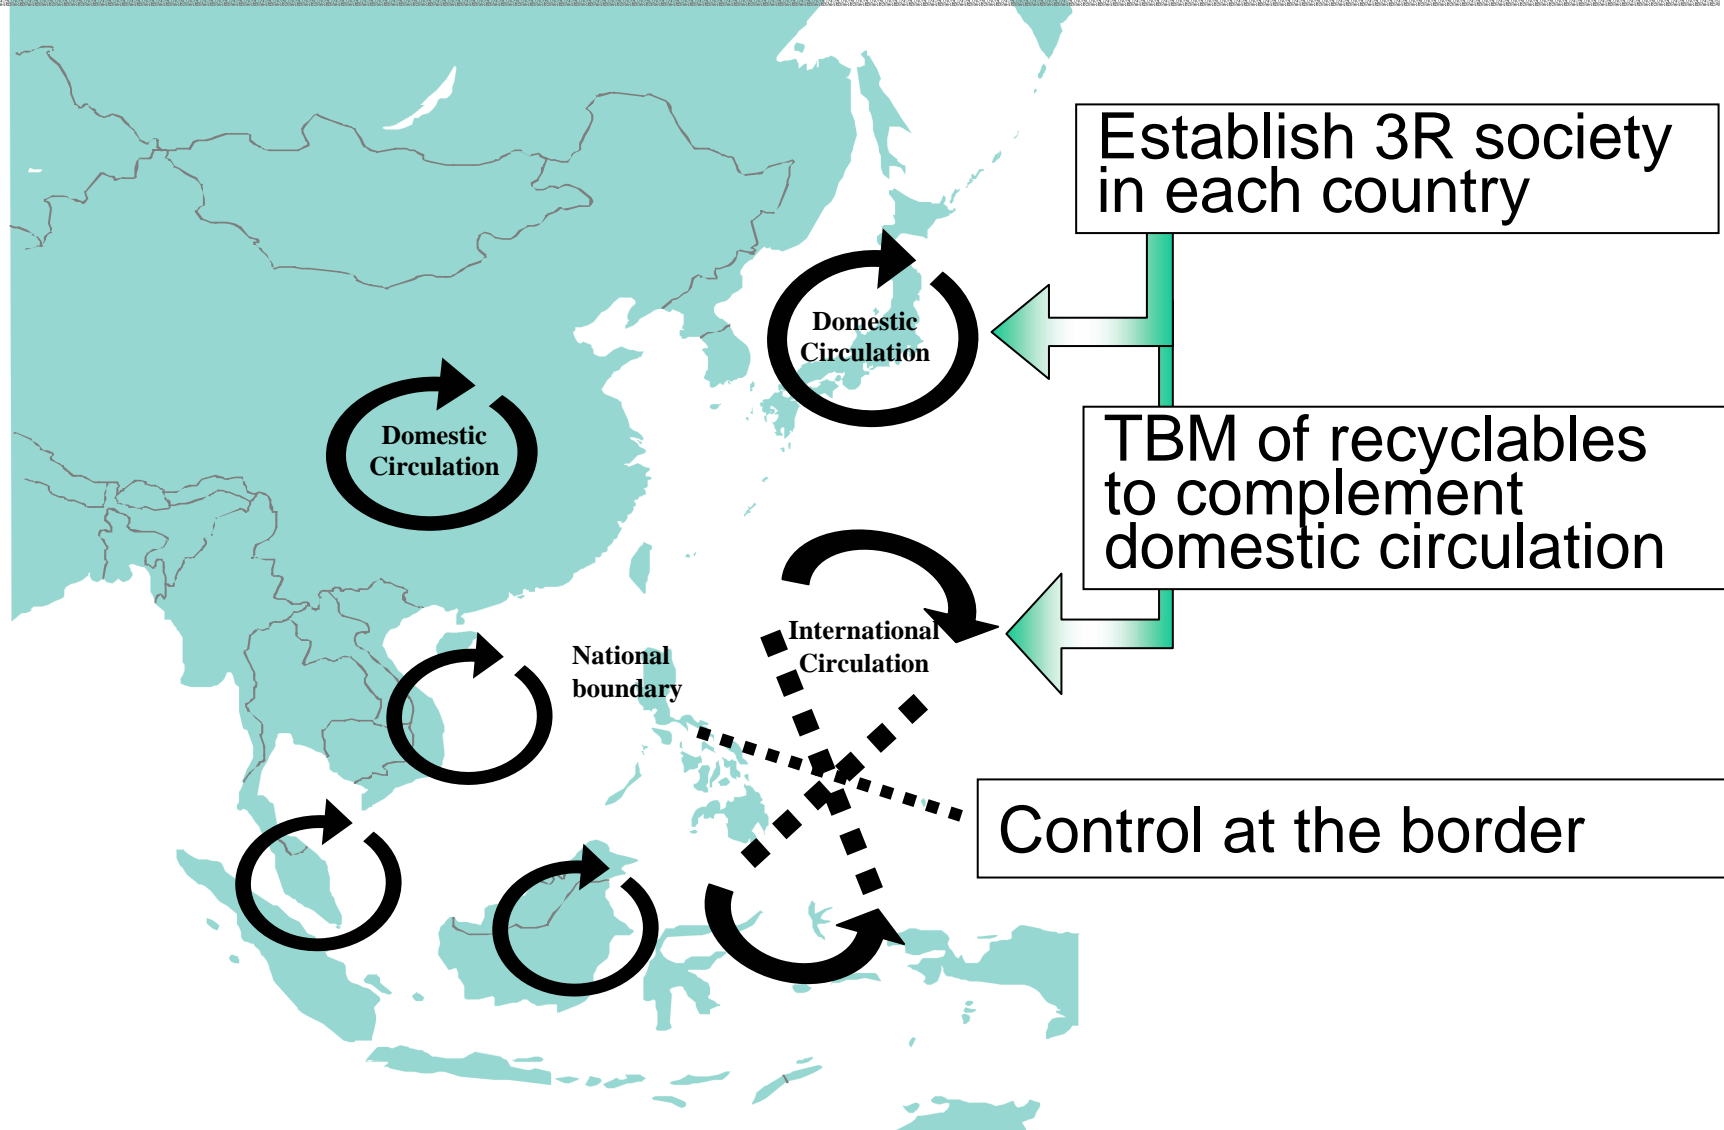 Establish 3R society
in each country
Domestic
Circulation
Domestic
Circulation
TBM of recyclables
to complement
domestic circulation
International
Circulation
National
boundary
Control at the border